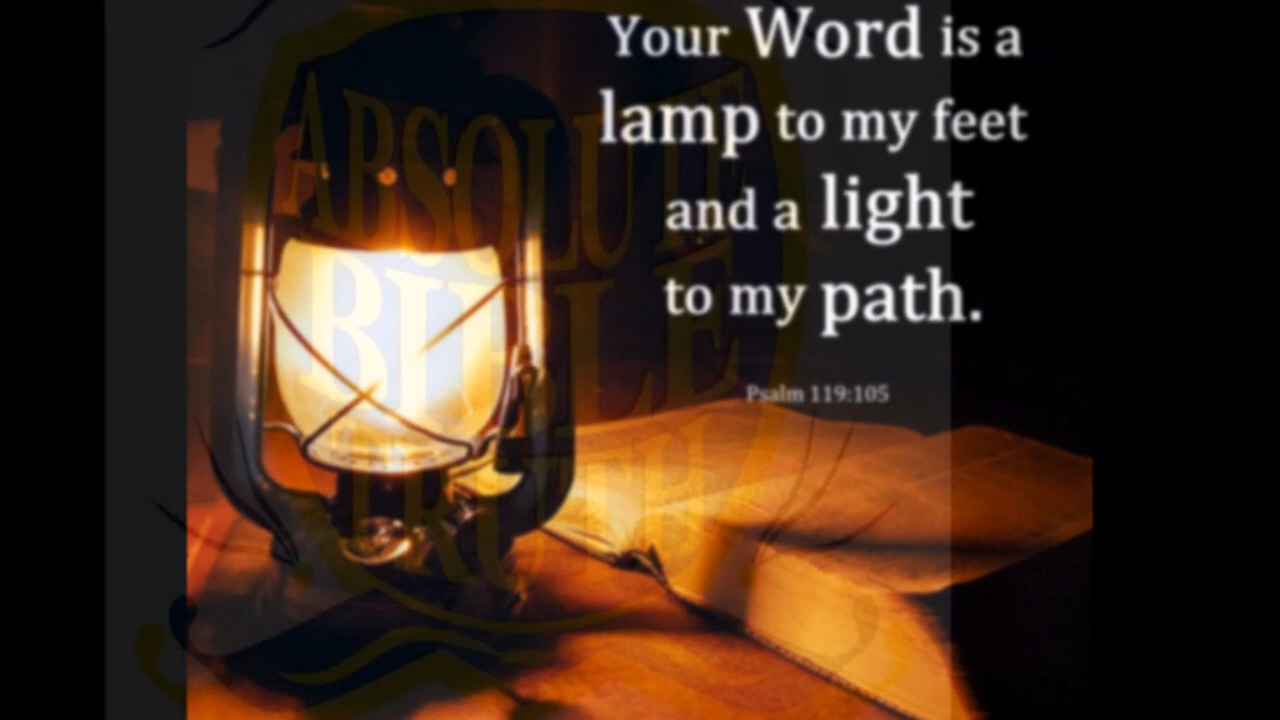 Your Word is a
lamp to my feet
and a light
to my path.
Psalm 119:105
ABSOLUTE
BIBLE
TRUTH